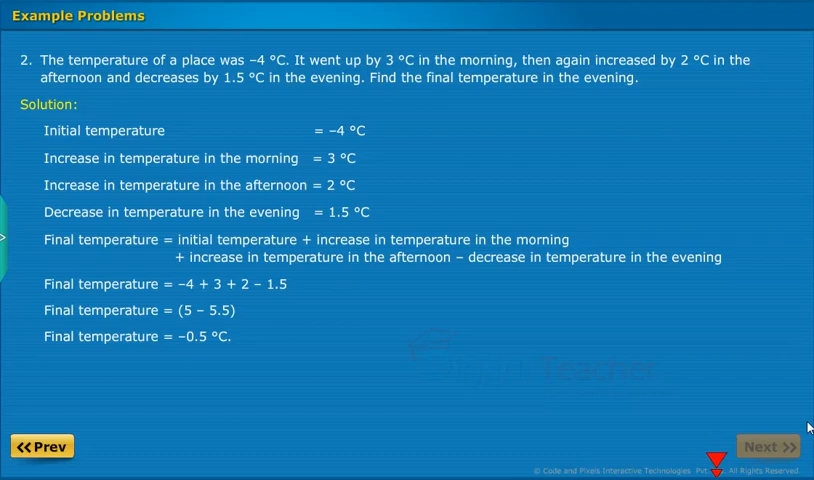 Example Problems
2. The temperature of a place was –4 °C. It went up by 3 °C in the morning, then again increased by 2 °C in the
afternoon and decreases by 1.5 °C in the evening. Find the final temperature in the evening.
Solution:
Initial temperature = –4 °C
Increase in temperature in the morning = 3 °C
Increase in temperature in the afternoon = 2 °C
Decrease in temperature in the evening = 1.5 °C
Final temperature = initial temperature + increase in temperature in the morning
+ increase in temperature in the afternoon – decrease in temperature in the evening
Final temperature = –4 + 3 + 2 – 1.5
Final temperature = (5 – 5.5)
Final temperature = –0.5 °C.
Teacher
Prev
Next
© Code and Pixels Interactive Technologies Pvt. All Rights Reserved.